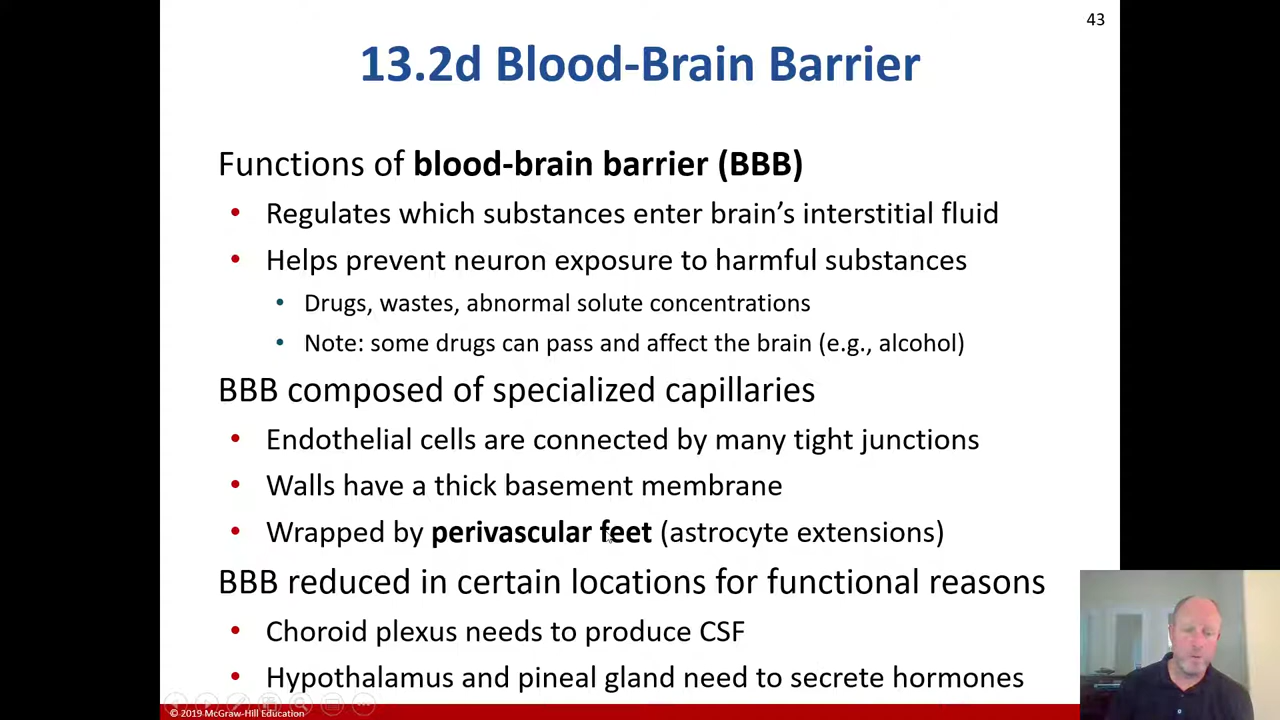 43
13.2d Blood-Brain Barrier
Functions of blood-brain barrier (BBB)
• Regulates which substances enter brain’s interstitial fluid
• Helps prevent neuron exposure to harmful substances
• Drugs, wastes, abnormal solute concentrations
• Note: some drugs can pass and affect the brain (e.g., alcohol)
BBB composed of specialized capillaries
• Endothelial cells are connected by many tight junctions
• Walls have a thick basement membrane
• Wrapped by perivascular feet (astrocyte extensions)
BBB reduced in certain locations for functional reasons
• Choroid plexus needs to produce CSF
• Hypothalamus and pineal gland need to secrete hormones
© 2019 McGraw-Hill Education